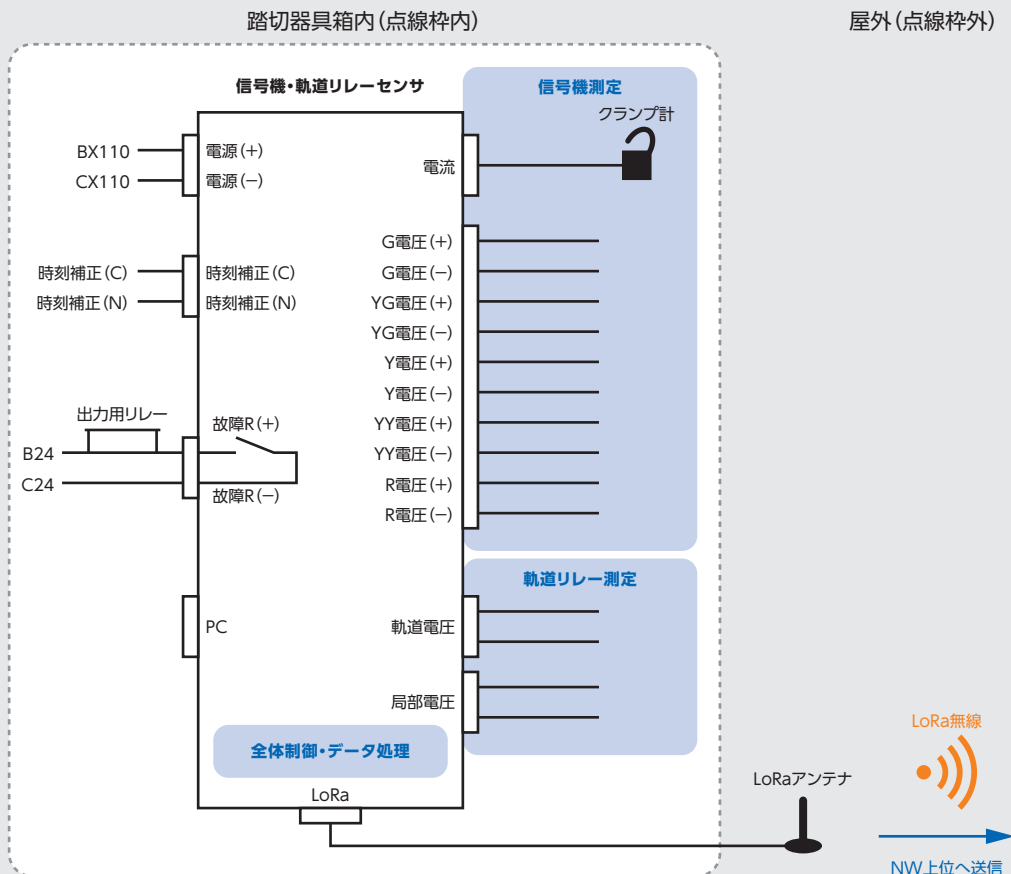 踏切器具箱内(点線枠内)
屋外(点線枠外)
信号機・軌道リレーセンサ
信号機測定
クランプ計
BX110
電源(+)
CX110
電源(−)
電流
G電圧(+)
時刻補正(C)
時刻補正(C)
G電圧(−)
時刻補正(N)
時刻補正(N)
YG電圧(+)
YG電圧(−)
Y電圧(+)
Y電圧(−)
出力用リレー
故障R(+)
YY電圧(+)
B24
YY電圧(−)
C24
故障R(−)
R電圧(+)
R電圧(−)
軌道リレー測定
PC
軌道電圧
局部電圧
全体制御・データ処理
LoRa
LoRaアンテナ
LoRa無線
NW上位へ送信